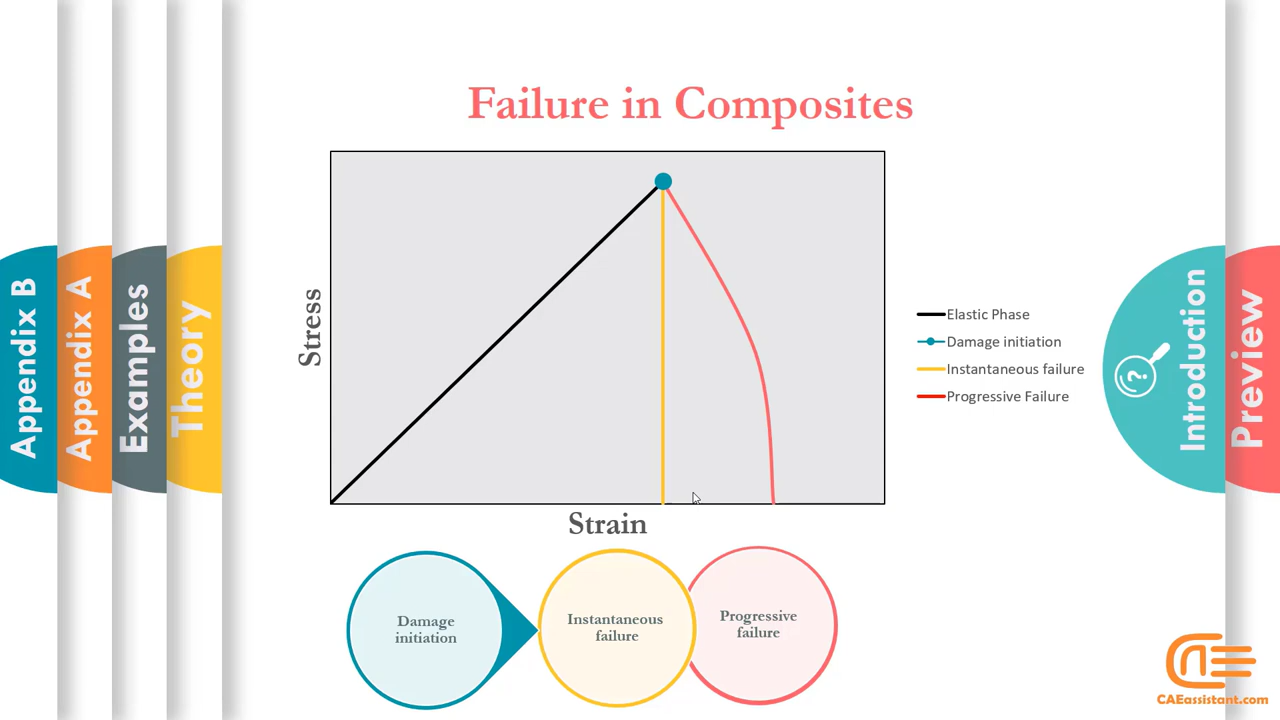 Failure in Composites
Appendix B
Appendix A
Examples
Theory
Stress
Strain
Elastic Phase
Damage initiation
Instantaneous failure
Progressive Failure
?
Introduction
Preview
Damage
initiation
Instantaneous
failure
Progressive
failure
CAEassistant.com